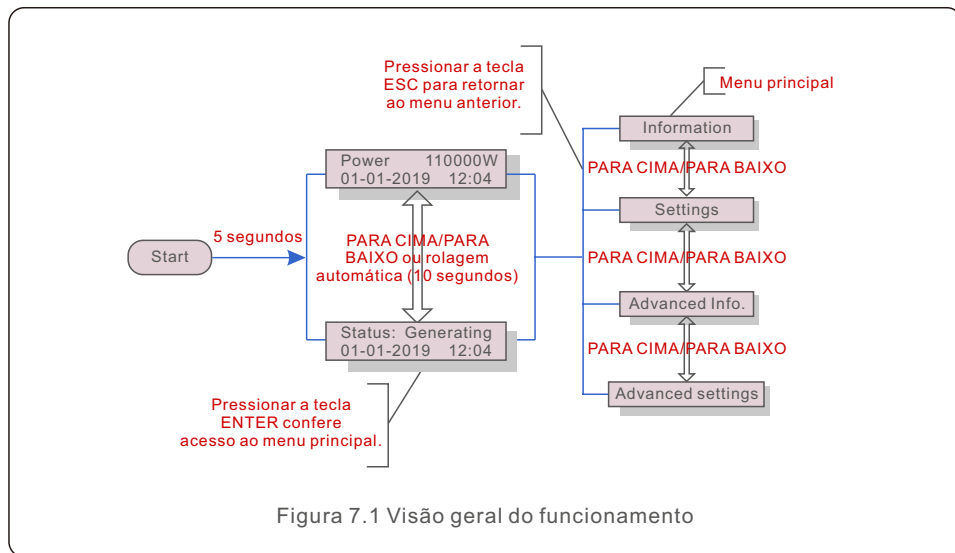 Pressionar a tecla
ESC para retornar
ao menu anterior.
Menu principal
Information
Power 110000W
01-01-2019 12:04
PARA CIMA/PARA BAIXO
Settings
5 segundos
Start
PARA CIMA/PARA
BAIXO ou rolagem
automática (10 segundos)
PARA CIMA/PARA BAIXO
Advanced Info.
Status: Generating
01-01-2019 12:04
PARA CIMA/PARA BAIXO
Advanced settings
Pressionar a tecla
ENTER confere
acesso ao menu principal.
Figura 7.1 Visão geral do funcionamento